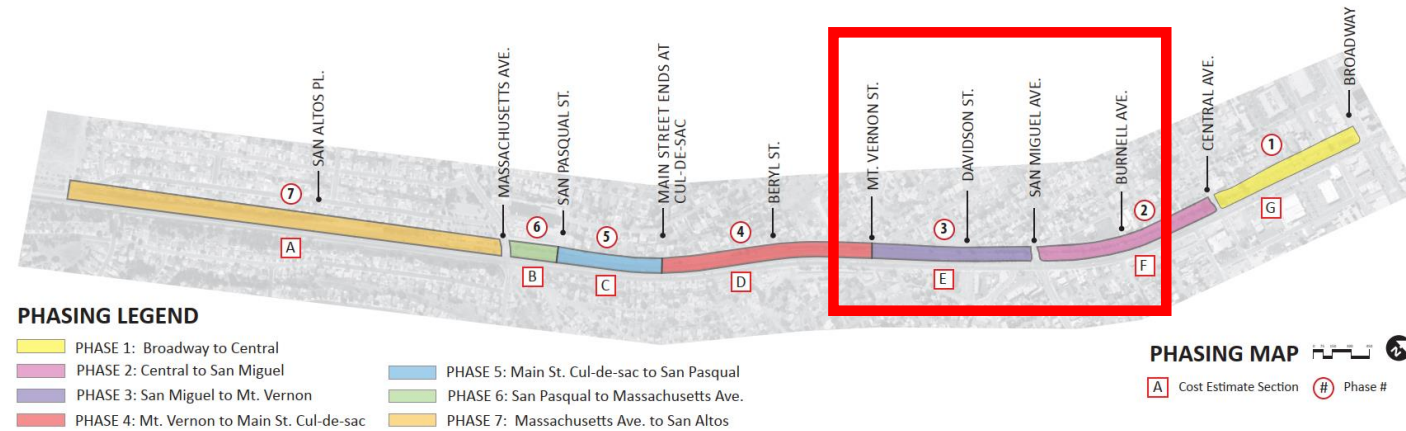 SAN ALTOS PL.
MASSACHUSETTS AVE.
SAN PASQUAL ST.
MAIN STREET ENDS AT
CUL-DE-SAC
BERYL ST.
MT. VERNON ST.
DAVIDSON ST.
SAN MIGUEL AVE.
BURNELL AVE.
CENTRAL AVE.
BROADWAY
7
6
5
4
3
2
1
A
B
C
D
E
F
G
PHASING LEGEND
PHASE 1: Broadway to Central
PHASE 2: Central to San Miguel
PHASE 3: San Miguel to Mt. Vernon
PHASE 4: Mt. Vernon to Main St. Cul-de-sac
PHASE 5: Main St. Cul-de-sac to San Pasqual
PHASE 6: San Pasqual to Massachusetts Ave.
PHASE 7: Massachusetts Ave. to San Altos
PHASING MAP
N
A Cost Estimate Section # Phase #